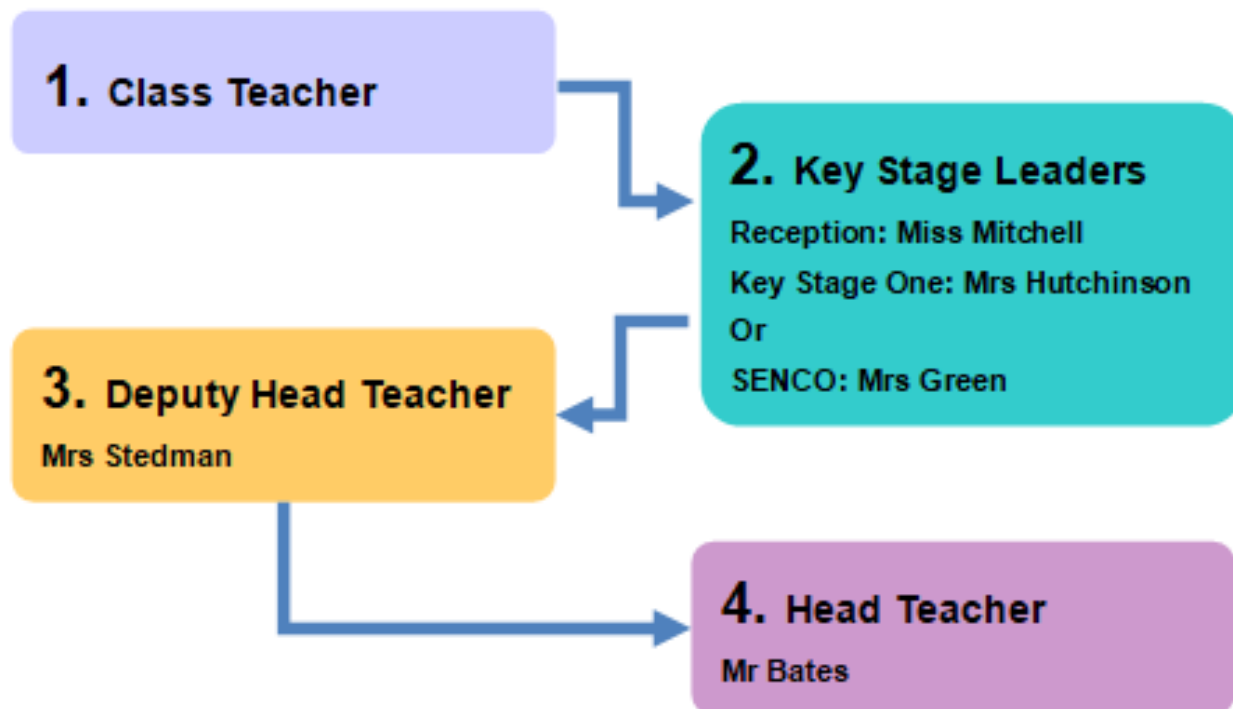 1. Class Teacher
2. Key Stage Leaders
Reception: Miss Mitchell
Key Stage One: Mrs Hutchinson
Or
SENCO: Mrs Green
3. Deputy Head Teacher
Mrs Stedman
4. Head Teacher
Mr Bates